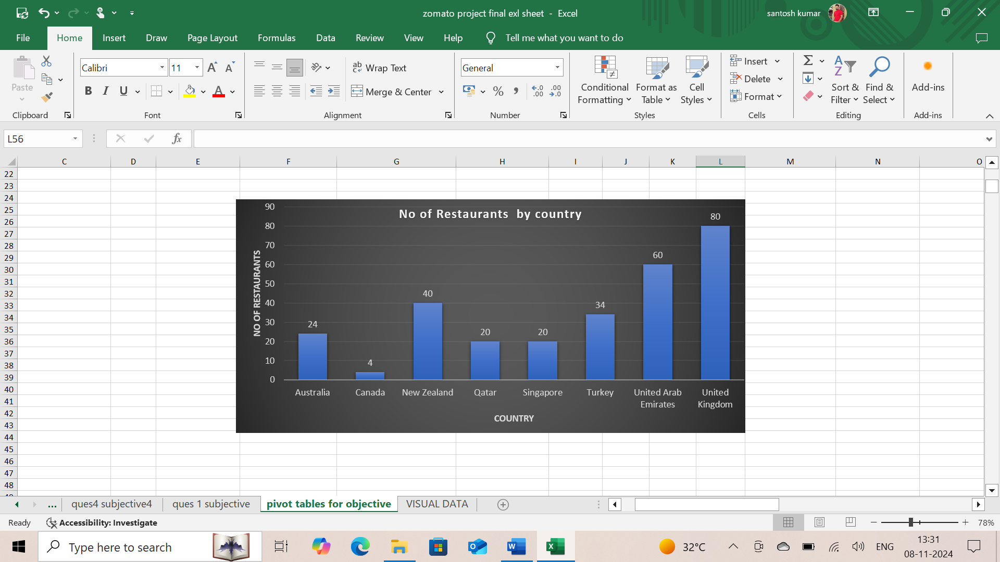 zomato project final exl sheet - Excel
santosh kumar
File Home Insert Draw Page Layout Formulas Data Review View Help Tell me what you want to do
Paste
Clipboard
Calibri 11
B I U
Font
Wrap Text
Merge & Center
Alignment
General
Number
Conditional Formatting
Format as Table
Cell Styles
Styles
Insert
Delete
Format
Cells
Sort & Filter
Find & Select
Editing
Add-ins
Add-ins
L56
fx
C D E F G H I J K L M N O
22
23
24
25
26
27
28
29
30
31
32
33
34
35
36
37
38
39
40
41
42
43
44
45
46
47
48
No of Restaurants by country
NO OF RESTAURANTS
90
80
70
60
50
40
30
20
10
0
24
4
40
20
20
34
60
80
Australia
Canada
New Zealand
Qatar
Singapore
Turkey
United Arab Emirates
United Kingdom
COUNTRY
... ques4 subjective4 ques 1 subjective pivot tables for objective VISUAL DATA
Ready Accessibility: Investigate
78%
Type here to search
32°C
ENG
13:31
08-11-2024